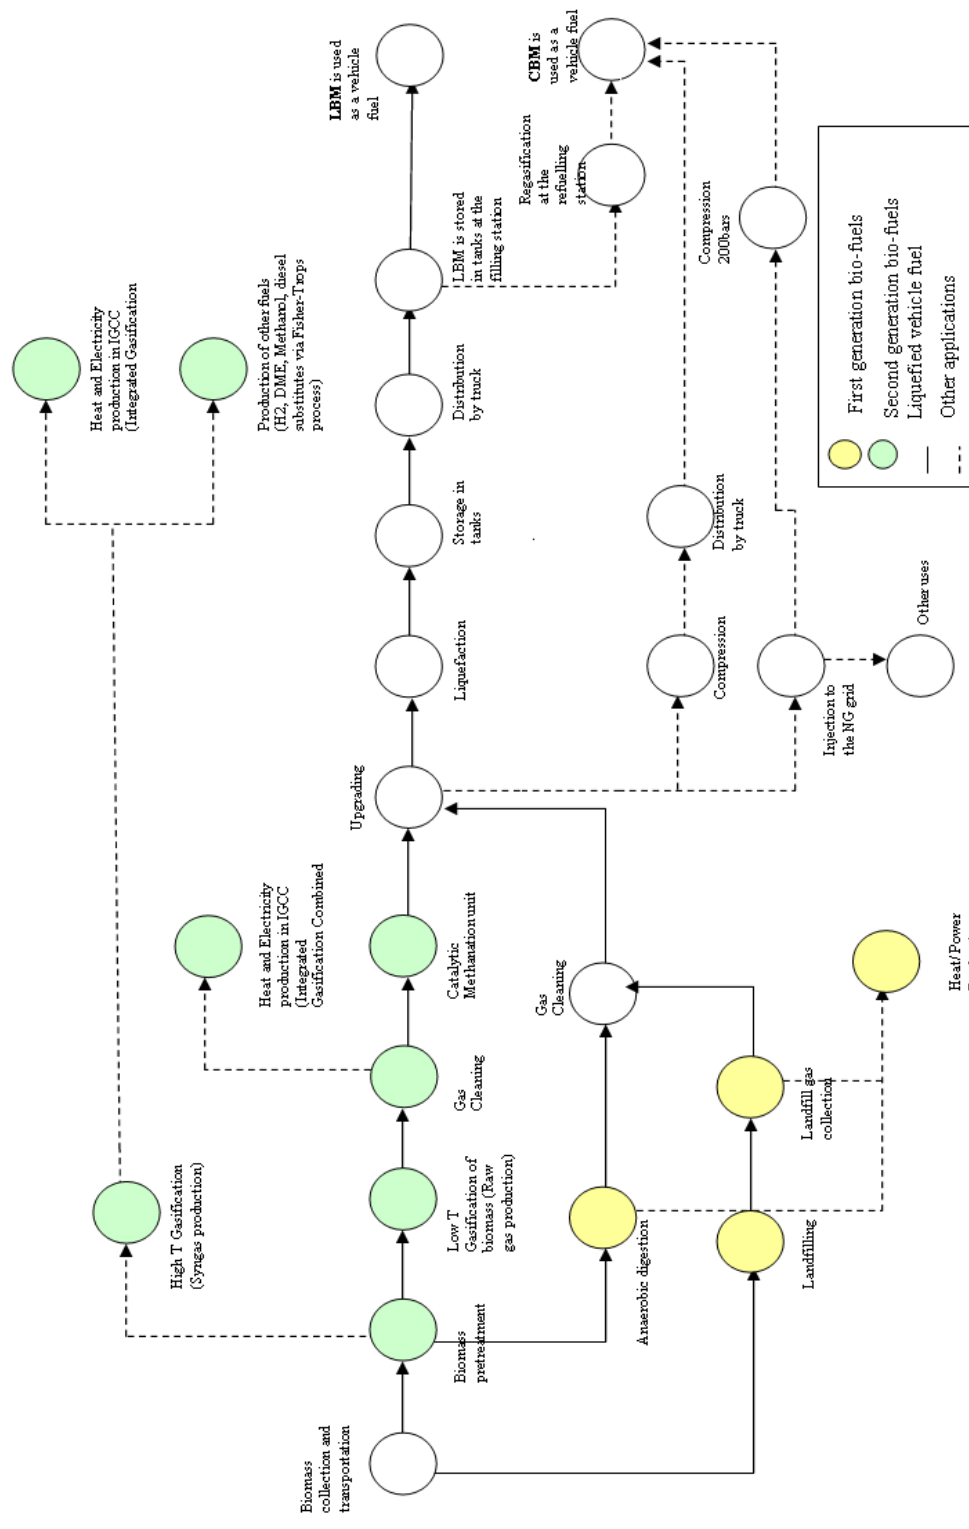 Biomass
collection and
transportation
Biomass
pretreatment
High T Gasification
(Syngas production)
Low T
Gasification of
biomass (Raw
gas production)
Gas
Cleaning
Heat and Electricity
production in IGCC
(Integrated
Gasification Combined
Catalytic
Methanation unit
Anaerobic digestion
Landfilling
Landfill gas
collection
Gas
Cleaning
Heat/Power
Upgrading
Liquefaction
Storage in
tanks
Distribution
by truck
LBM is stored
in tanks at the
filling station
LBM is used
as a vehicle
fuel
Heat and Electricity
production in IGCC
(Integrated Gasification)
Production of other fuels
(H2, DME, Methanol, diesel
substitutes via Fisher-Trops
process)
Regasification
at the
refuelling
station
CBM is
used as a
vehicle fuel
Compression
Distribution
by truck
Injection to
the NG grid
Other uses
Compression
200bars
First generation bio-fuels
Second generation bio-fuels
Liquefied vehicle fuel
Other applications